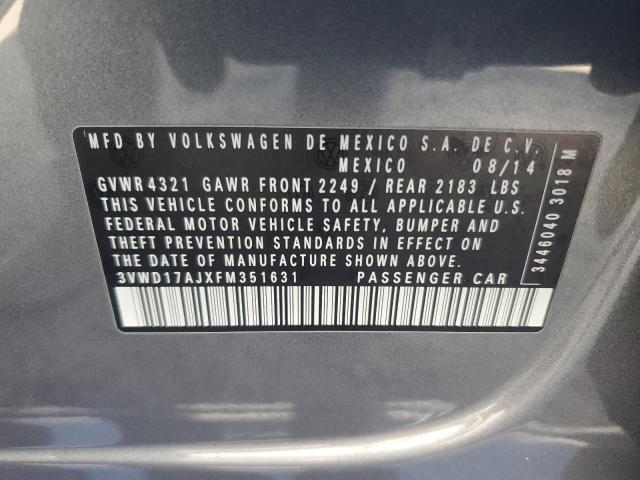 MFD BY VOLKSWAGEN DE MEXICO S.A. DE C.V.
MEXICO 08/14
GVWR 4321 GAWR FRONT 2249 / REAR 2183 LBS
THIS VEHICLE CONFORMS TO ALL APPLICABLE U.S.
FEDERAL MOTOR VEHICLE SAFETY, BUMPER AND
THEFT PREVENTION STANDARDS IN EFFECT ON
THE DATE OF MANUFACTURE SHOWN ABOVE.
3VWD17AJXFM351631 PASSENGER CAR
3446040 3018 M